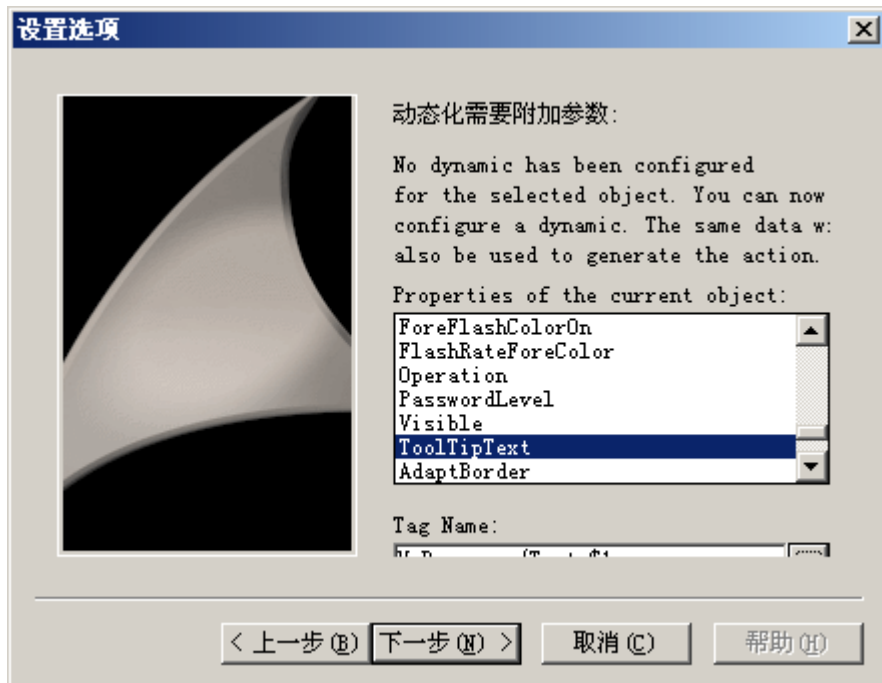 设置选项
动态化需要附加参数:
No dynamic has been configured
for the selected object. You can now
configure a dynamic. The same data w:
also be used to generate the action.
Properties of the current object:
ForeFlashColorOn
FlashRateForeColor
Operation
PasswordLevel
Visible
ToolTipText
AdaptBorder
Tag Name:
< 上一步(B) 下一步(N) > 取消(C) 帮助(H)